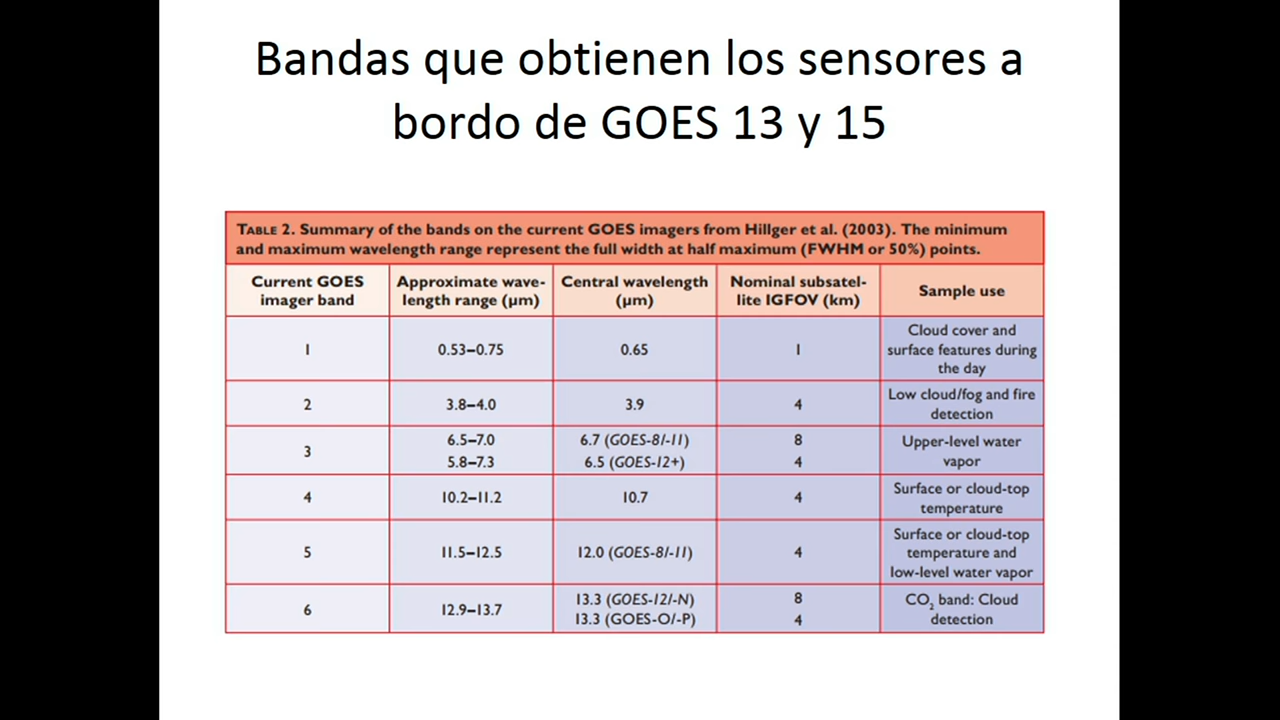 Bandas que obtienen los sensores a
bordo de GOES 13 y 15
TABLE 2. Summary of the bands on the current GOES imagers from Hillger et al. (2003). The minimum
and maximum wavelength range represent the full width at half maximum (FWHM or 50%) points.
Current GOES
imager band
Approximate wave-
length range (μm)
Central wavelength
(μm)
Nominal subsatel-
lite IGFOV (km)
Sample use
1
0.53–0.75
0.65
1
Cloud cover and
surface features during
the day
2
3.8–4.0
3.9
4
Low cloud/fog and fire
detection
3
6.5–7.0
5.8–7.3
6.7 (GOES-8/-11)
6.5 (GOES-12+)
8
4
Upper-level water
vapor
4
10.2–11.2
10.7
4
Surface or cloud-top
temperature
5
11.5–12.5
12.0 (GOES-8/-11)
4
Surface or cloud-top
temperature and
low-level water vapor
6
12.9–13.7
13.3 (GOES-12/-N)
13.3 (GOES-O/-P)
8
4
CO₂ band: Cloud
detection